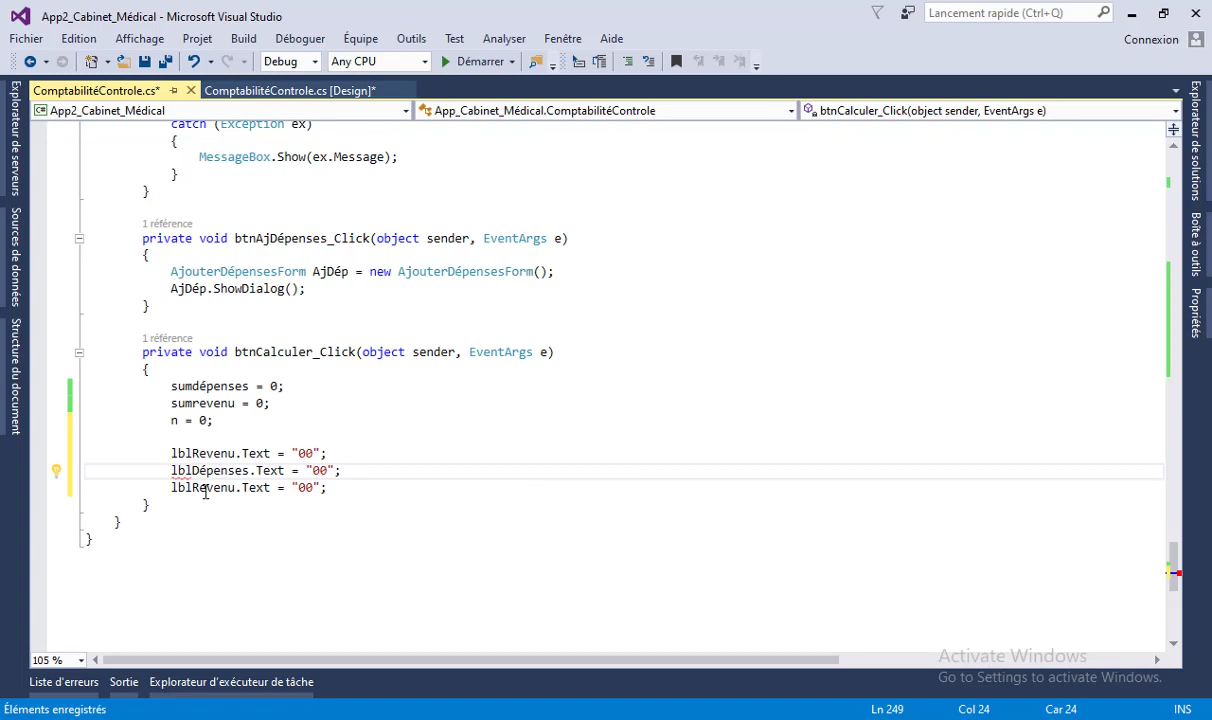 App2_Cabinet_Médical - Microsoft Visual Studio
Lancement rapide (Ctrl+Q)
Fichier Edition Affichage Projet Build Déboguer Équipe Outils Test Analyser Fenêtre Aide
Connexion
Debug Any CPU Démarrer
ComptabilitéControle.cs* ComptabilitéControle.cs [Design]*
App2_Cabinet_Médical App_Cabinet_Médical.ComptabilitéControle btnCalculer_Click(object sender, EventArgs e)
Explorateur de serveurs
Sources de données
Structure du document
catch (Exception ex)
{
MessageBox.Show(ex.Message);
}
}
1 référence
private void btnAjDépenses_Click(object sender, EventArgs e)
{
AjouterDépensesForm AjDép = new AjouterDépensesForm();
AjDép.ShowDialog();
}
1 référence
private void btnCalculer_Click(object sender, EventArgs e)
{
sumdépenses = 0;
sumrevenu = 0;
n = 0;
lblRevenu.Text = "00";
lblDépenses.Text = "00";
lblRevenu.Text = "00";
}
}
}
Explorateur de solutions
Boîte à outils
Propriétés
Activate Windows
Go to Settings to activate Windows.
105 %
Liste d'erreurs Sortie Explorateur d'exécution de tâche
Éléments enregistrés Ln 249 Col 24 Car 24 INS